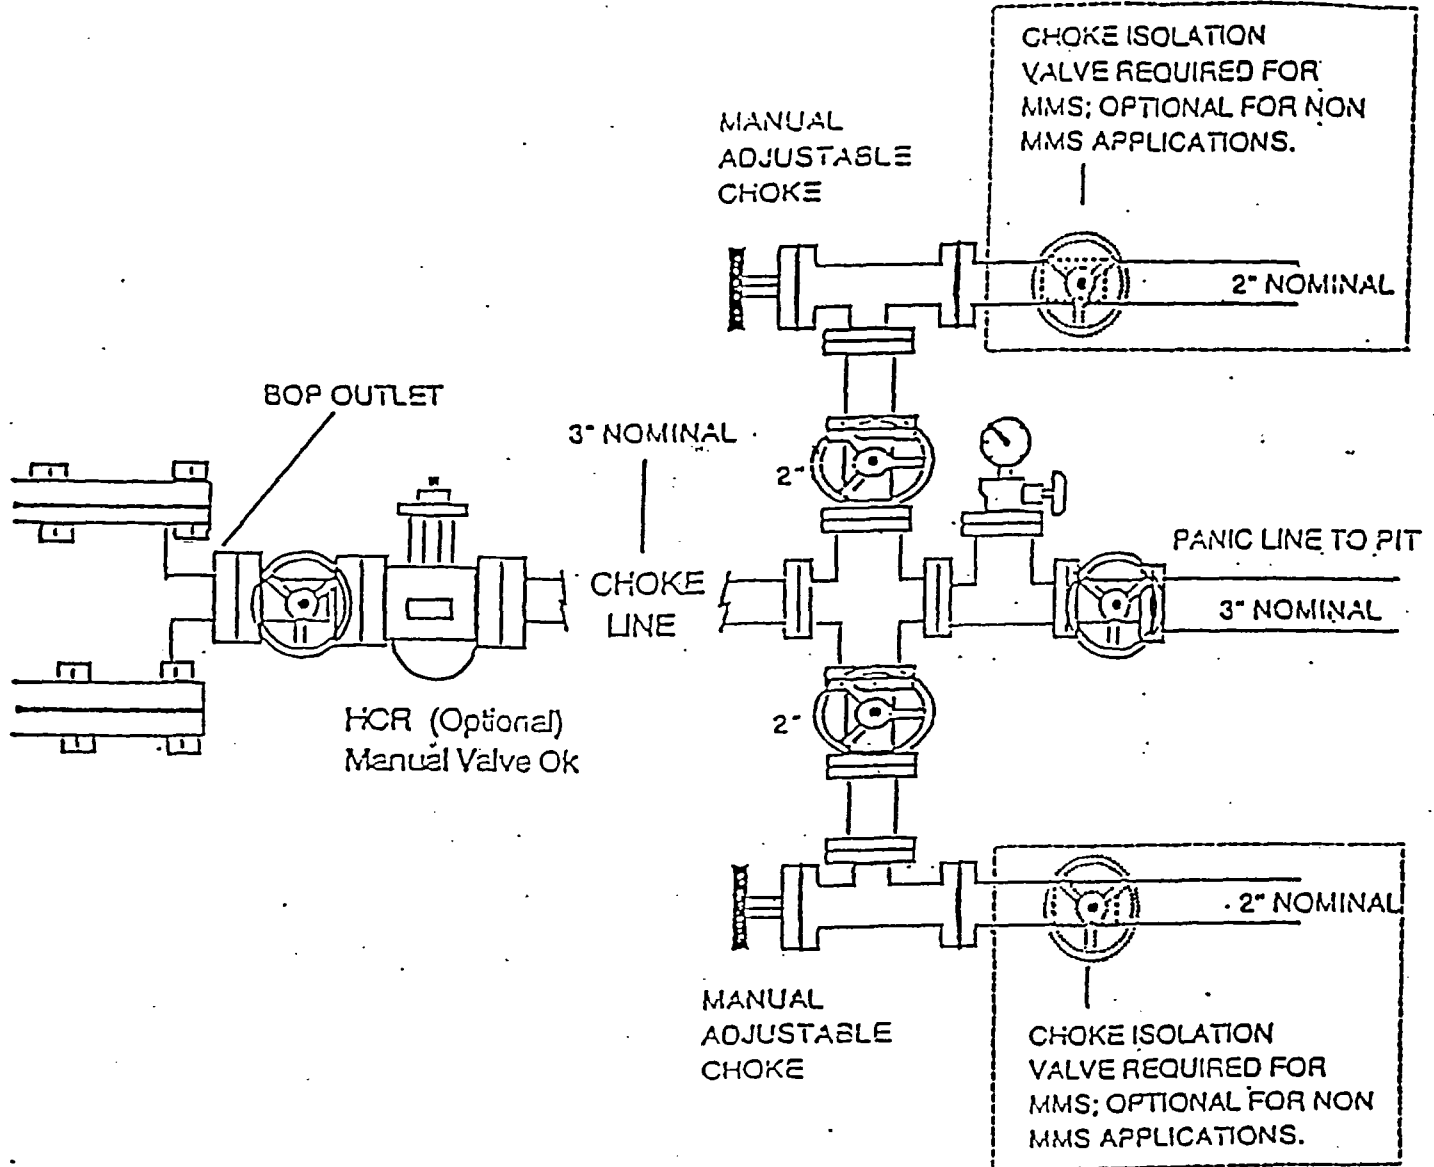 CHOKE ISOLATION
VALVE REQUIRED FOR
MMS; OPTIONAL FOR NON
MMS APPLICATIONS.
MANUAL
ADJUSTABLE
CHOKE
2" NOMINAL
BOP OUTLET
3" NOMINAL
2"
PANIC LINE TO PIT
CHOKE
LINE
3" NOMINAL
HCR (Optional)
Manual Valve Ok
2"
2" NOMINAL
MANUAL
ADJUSTABLE
CHOKE
CHOKE ISOLATION
VALVE REQUIRED FOR
MMS; OPTIONAL FOR NON
MMS APPLICATIONS.